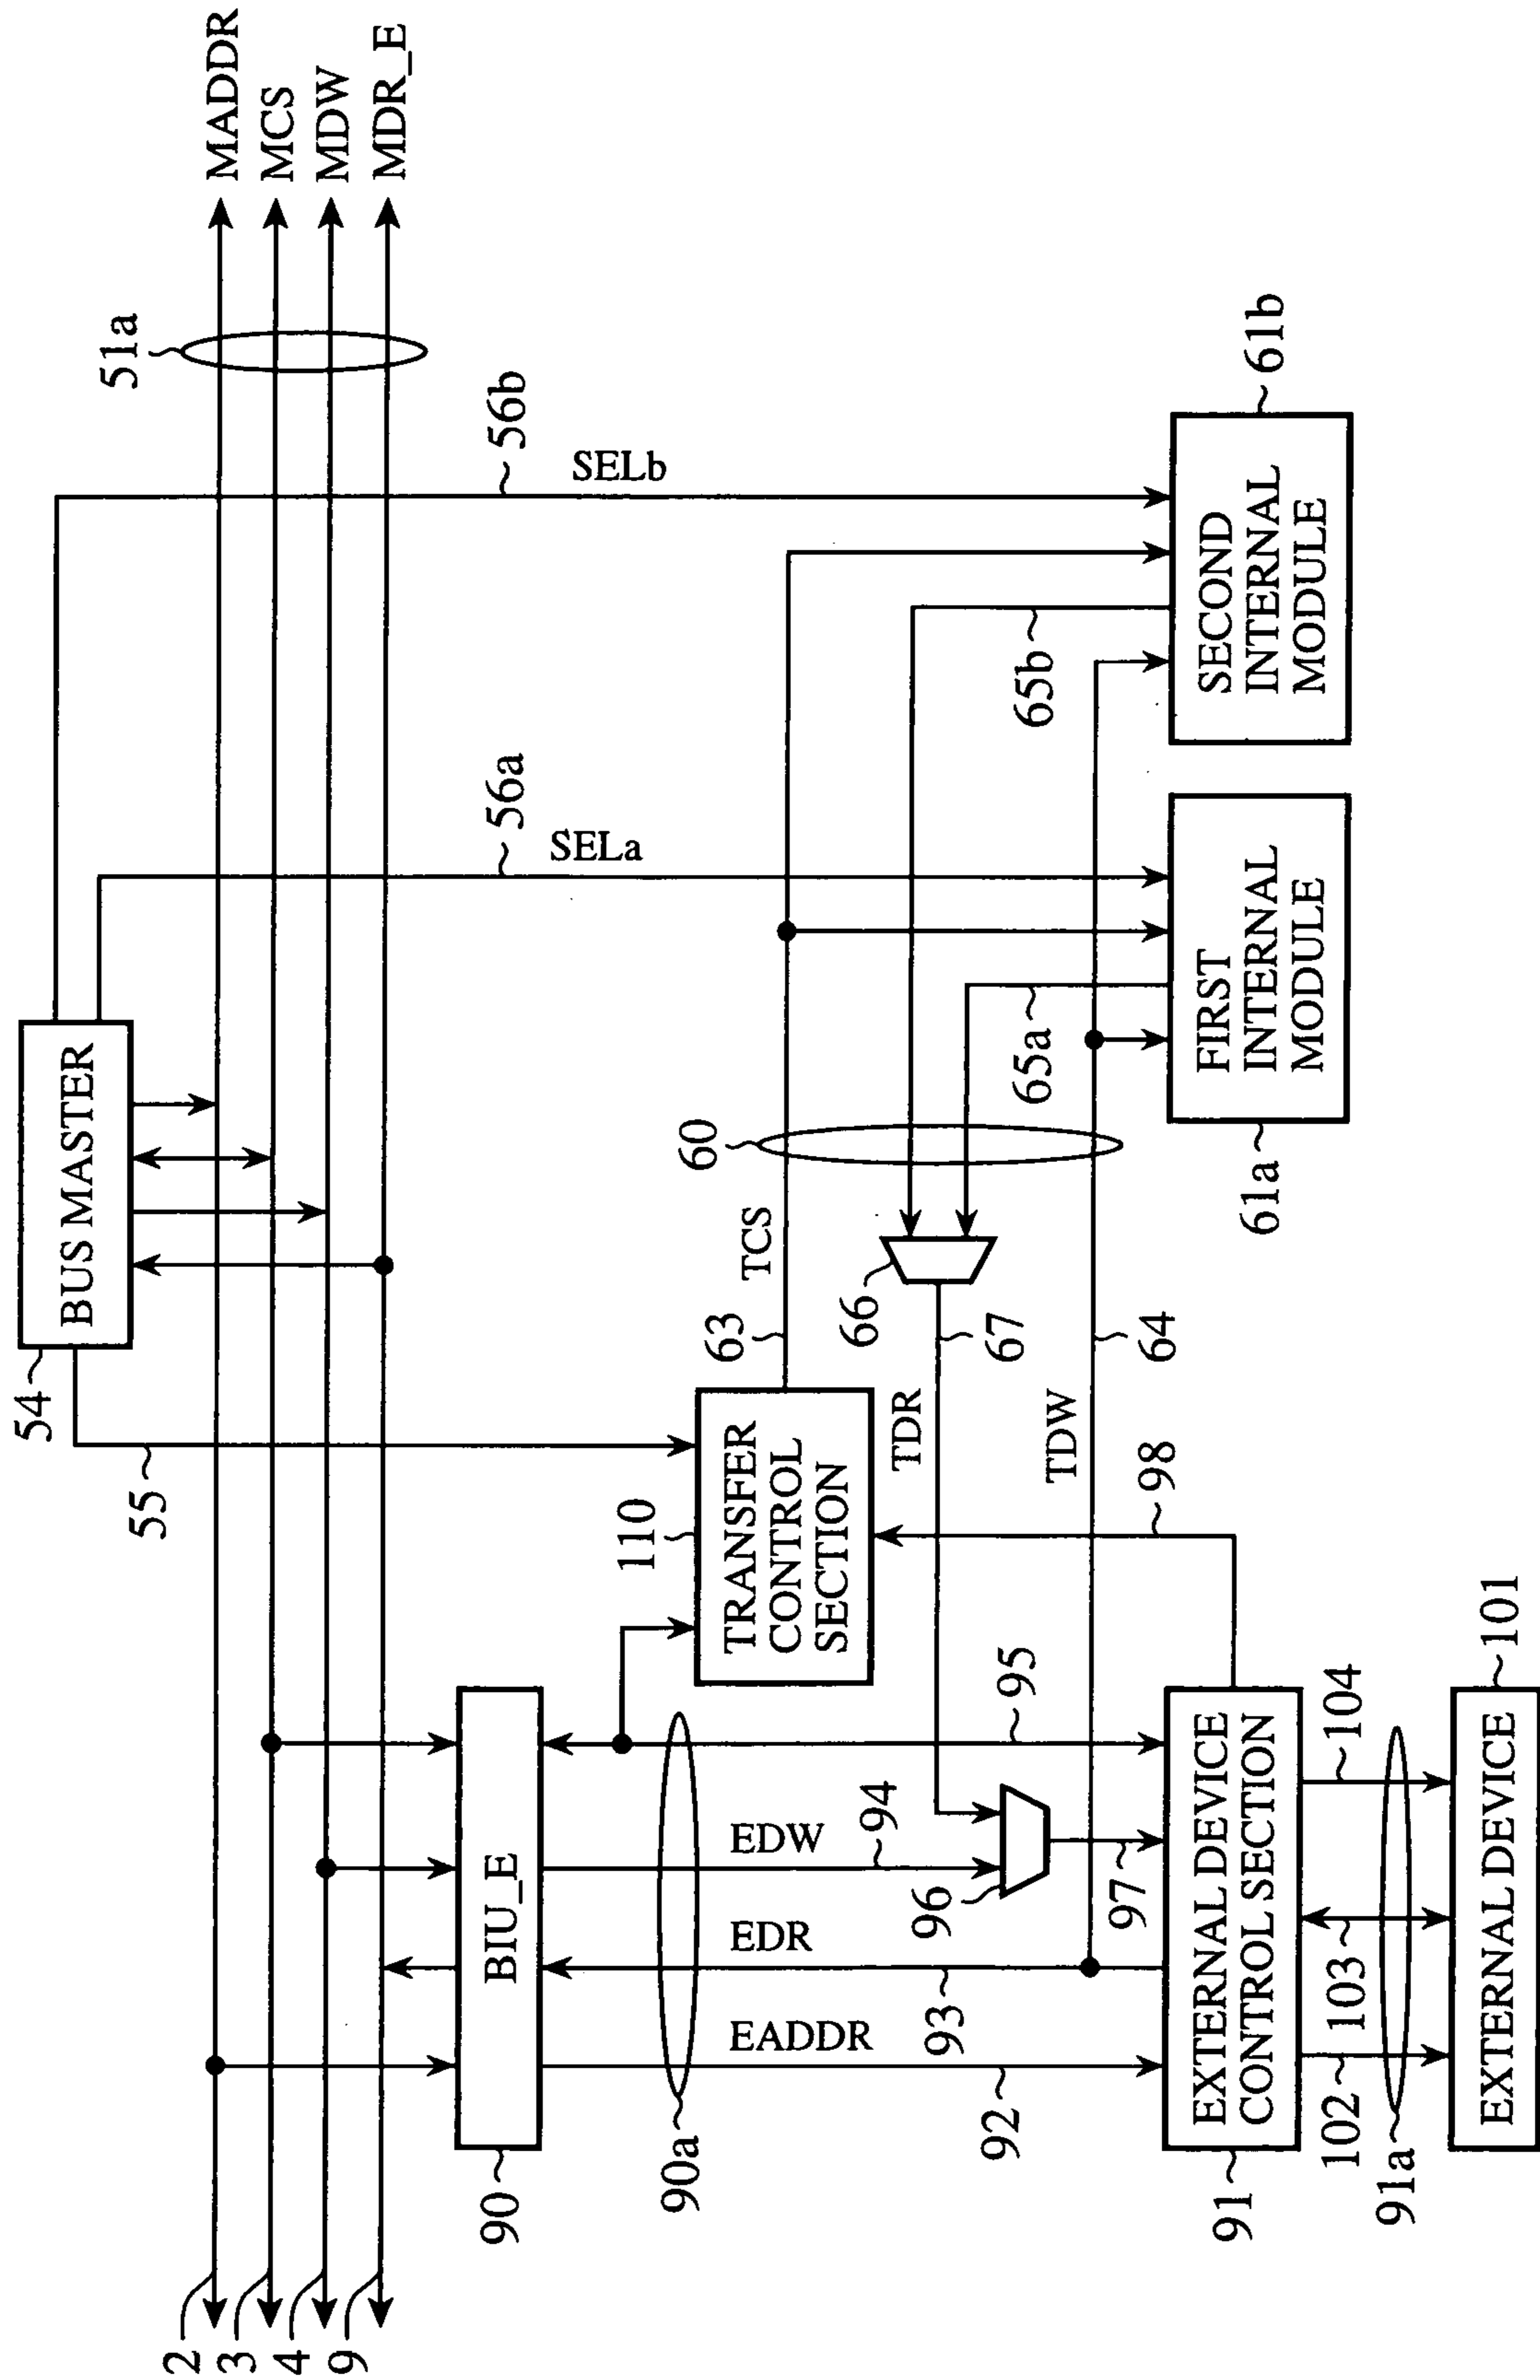 51a
MADDR
MCS
MDW
MDR_E
54
BUS MASTER
55
56a
SELa
56b
SELb
2
3
4
9
90
BIU_E
90a
110
TRANSFER
CONTROL
SECTION
63
TCS
60
EADDR
EDR
EDW
92
93
94
95
96
97
98
TDR
TDW
66
67
64
65a
65b
91
EXTERNAL DEVICE
CONTROL SECTION
61a
FIRST
INTERNAL
MODULE
61b
SECOND
INTERNAL
MODULE
91a
102
103
104
EXTERNAL DEVICE
101